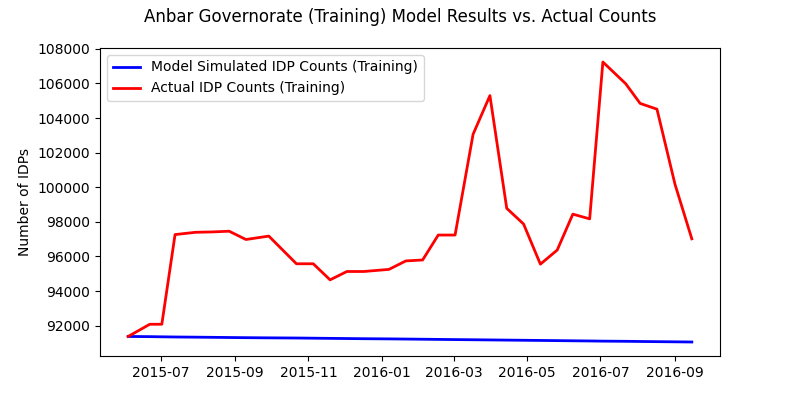 Anbar Governorate (Training) Model Results vs. Actual Counts
Model Simulated IDP Counts (Training)
Actual IDP Counts (Training)
Number of IDPs
108000
106000
104000
102000
100000
98000
96000
94000
92000
2015-07 2015-09 2015-11 2016-01 2016-03 2016-05 2016-07 2016-09